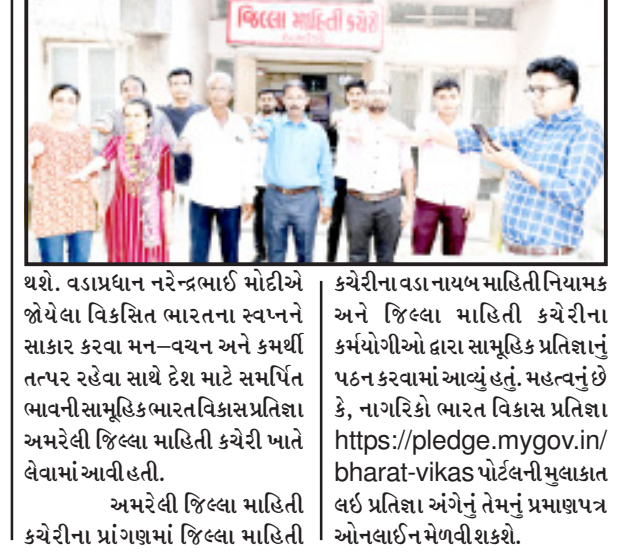 જિલ્લા માહિતી કચેરી
થશે. વડાપ્રધાન નરેન્દ્રભાઈ મોદીએ
જોયેલા વિકસિત ભારતના સ્વપ્નને
સાકાર કરવા મન–વચન અને કમર્થી
તત્પર રહેવા સાથે દેશ માટે સમર્પિત
ભાવની સામૂહિક ભારત વિકાસ પ્રતિજ્ઞા
અમરેલી જિલ્લા માહિતી કચેરી ખાતે
લેવામાં આવી હતી.
અમરેલી જિલ્લા માહિતી
કચેરીના પ્રાંગણમાં જિલ્લા માહિતી
કચેરીના વડા નાયબ માહિતી નિયામક
અને જિલ્લા માહિતી કચેરીના
કર્મયોગીઓ દ્વારા સામૂહિક પ્રતિજ્ઞાનું
પઠન કરવામાં આવ્યું હતું. મહત્વનું છે
કે, નાગરિકો ભારત વિકાસ પ્રતિજ્ઞા
https://pledge.mygov.in/
bharat-vikas પોર્ટલની મુલાકાત
લઇ પ્રતિજ્ઞા અંગેનું તેમનું પ્રમાણપત્ર
ઓનલાઈન મેળવી શકશે.